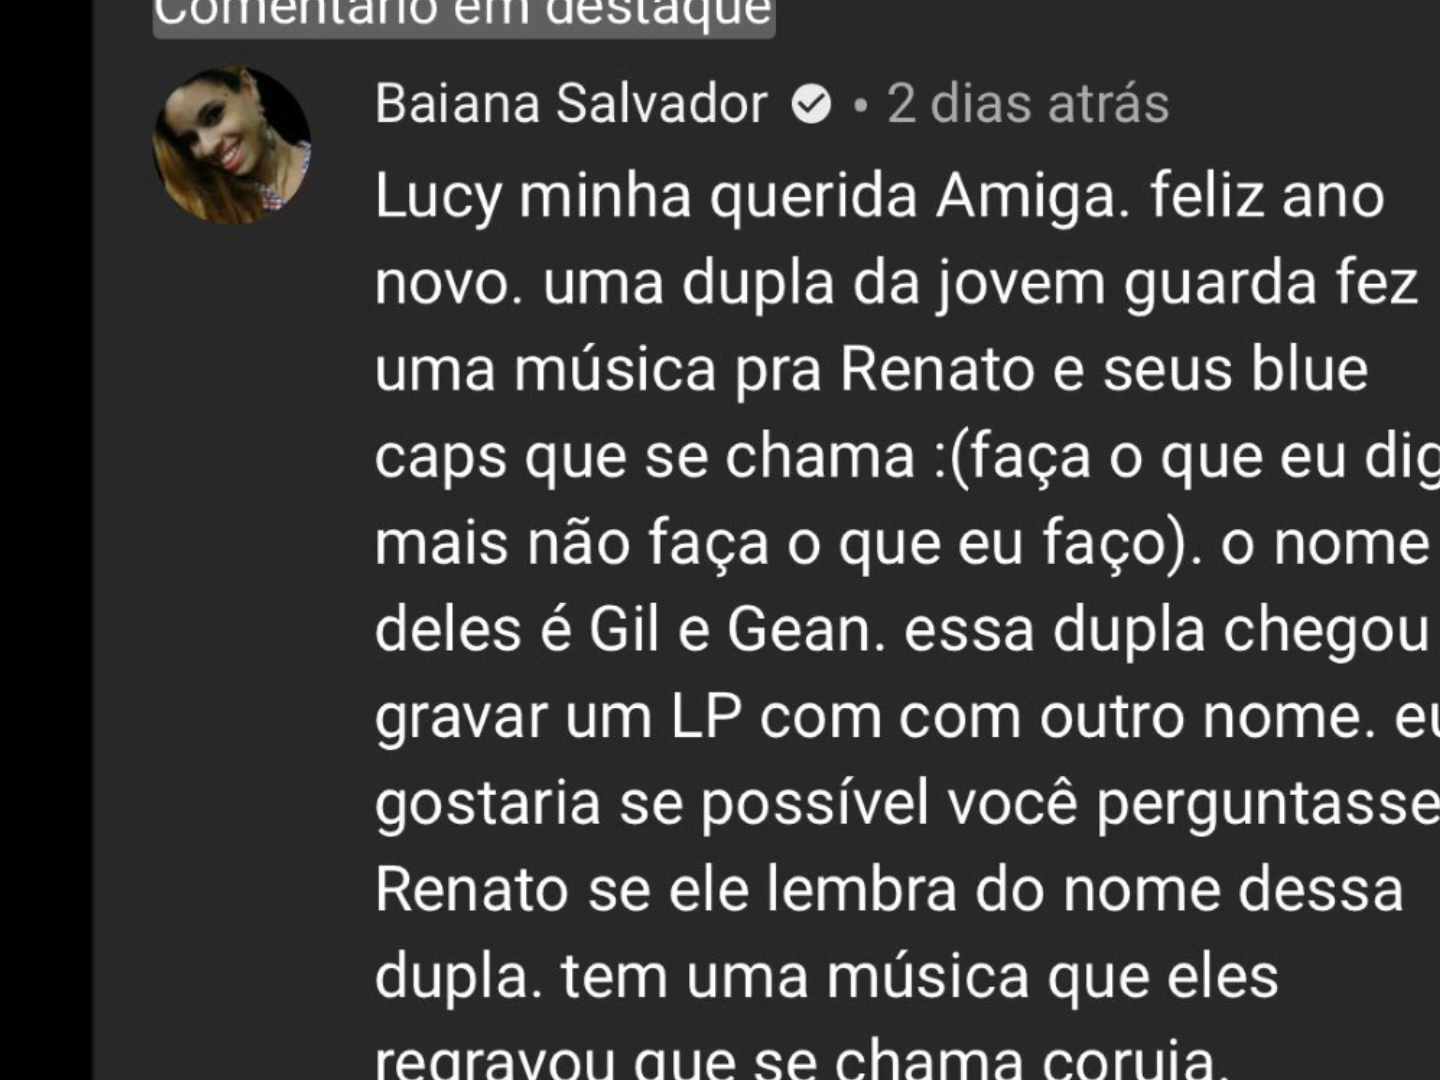 Comentário em destaque
Baiana Salvador • 2 dias atrás
Lucy minha querida Amiga. feliz ano
novo. uma dupla da jovem guarda fez
uma música pra Renato e seus blue
caps que se chama :(faça o que eu dig
mais não faça o que eu faço). o nome
deles é Gil e Gean. essa dupla chegou
gravar um LP com com outro nome. eu
gostaria se possível você perguntasse
Renato se ele lembra do nome dessa
dupla. tem uma música que eles
regravou que se chama coruja.